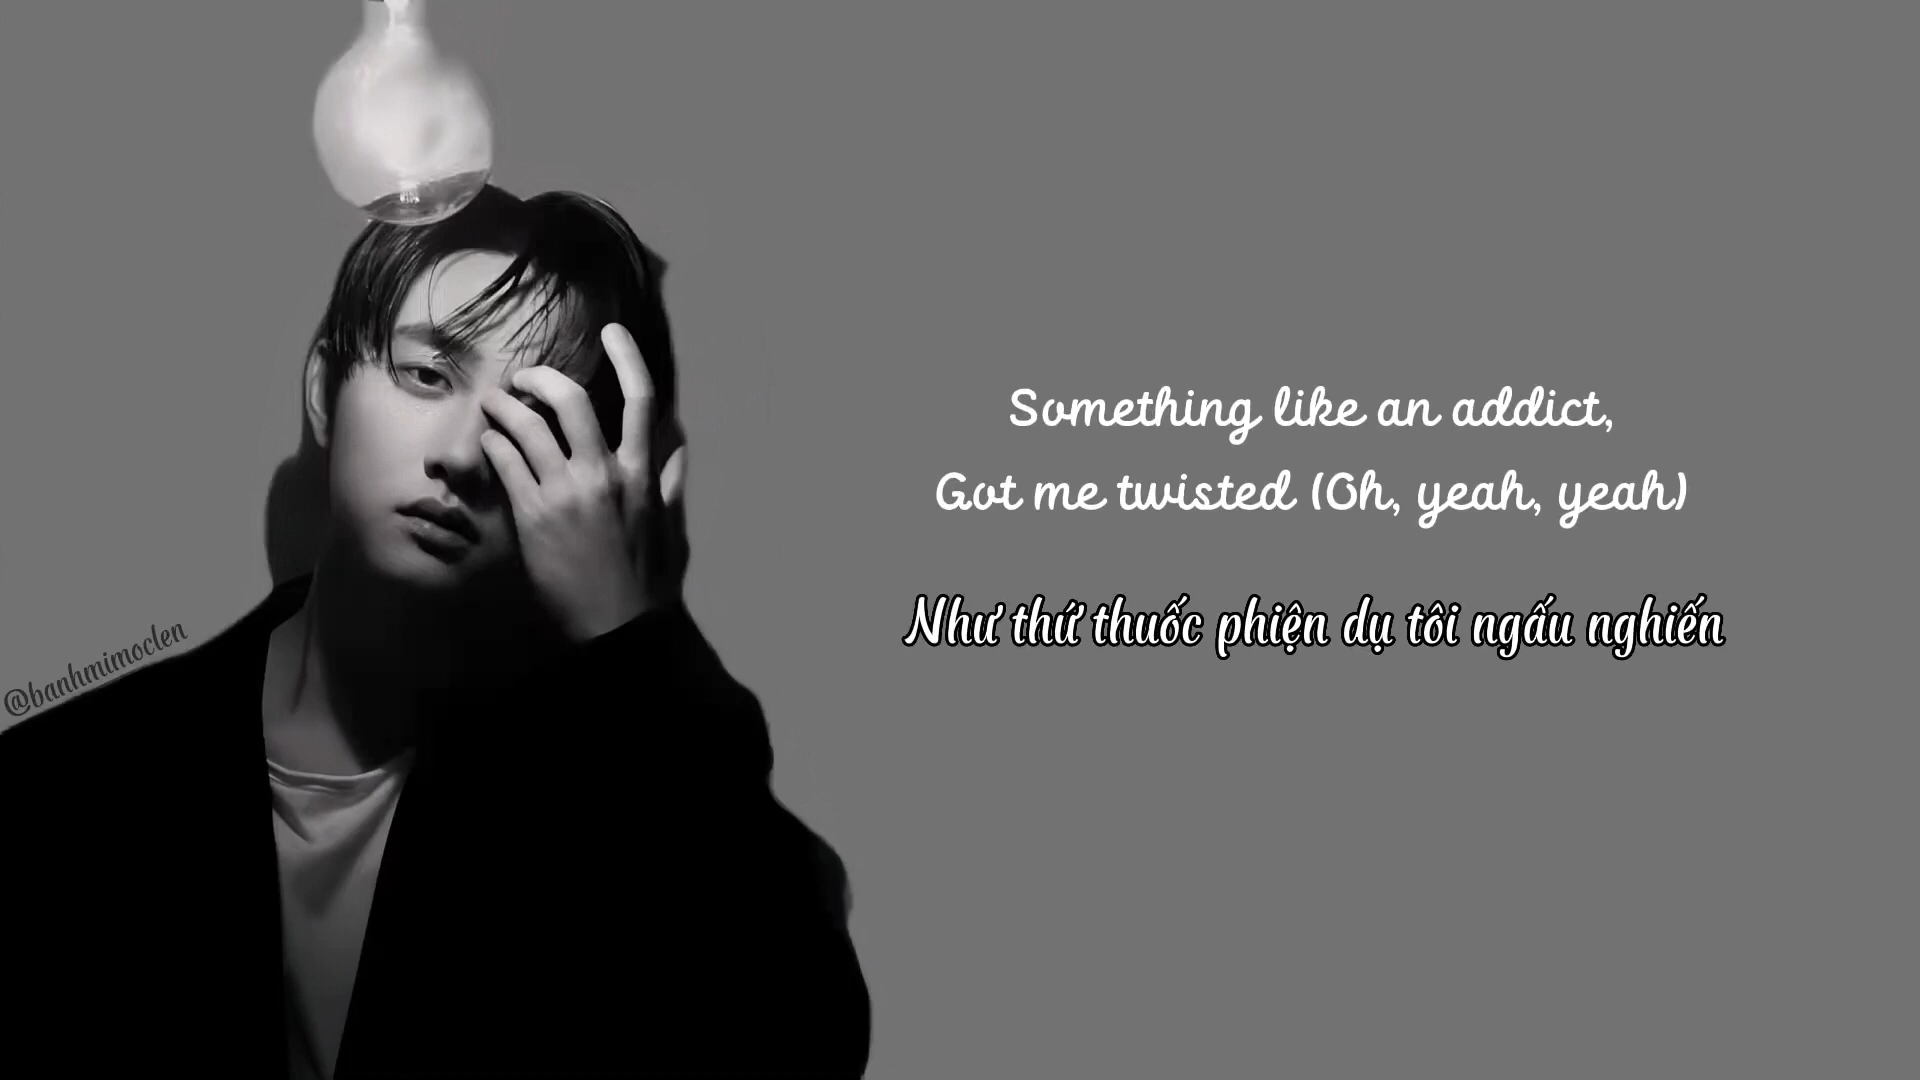 Something like an addict,
Got me twisted (Oh, yeah, yeah)
Như thứ thuốc phiện dụ tôi ngấu nghiến
@banhmimoclen